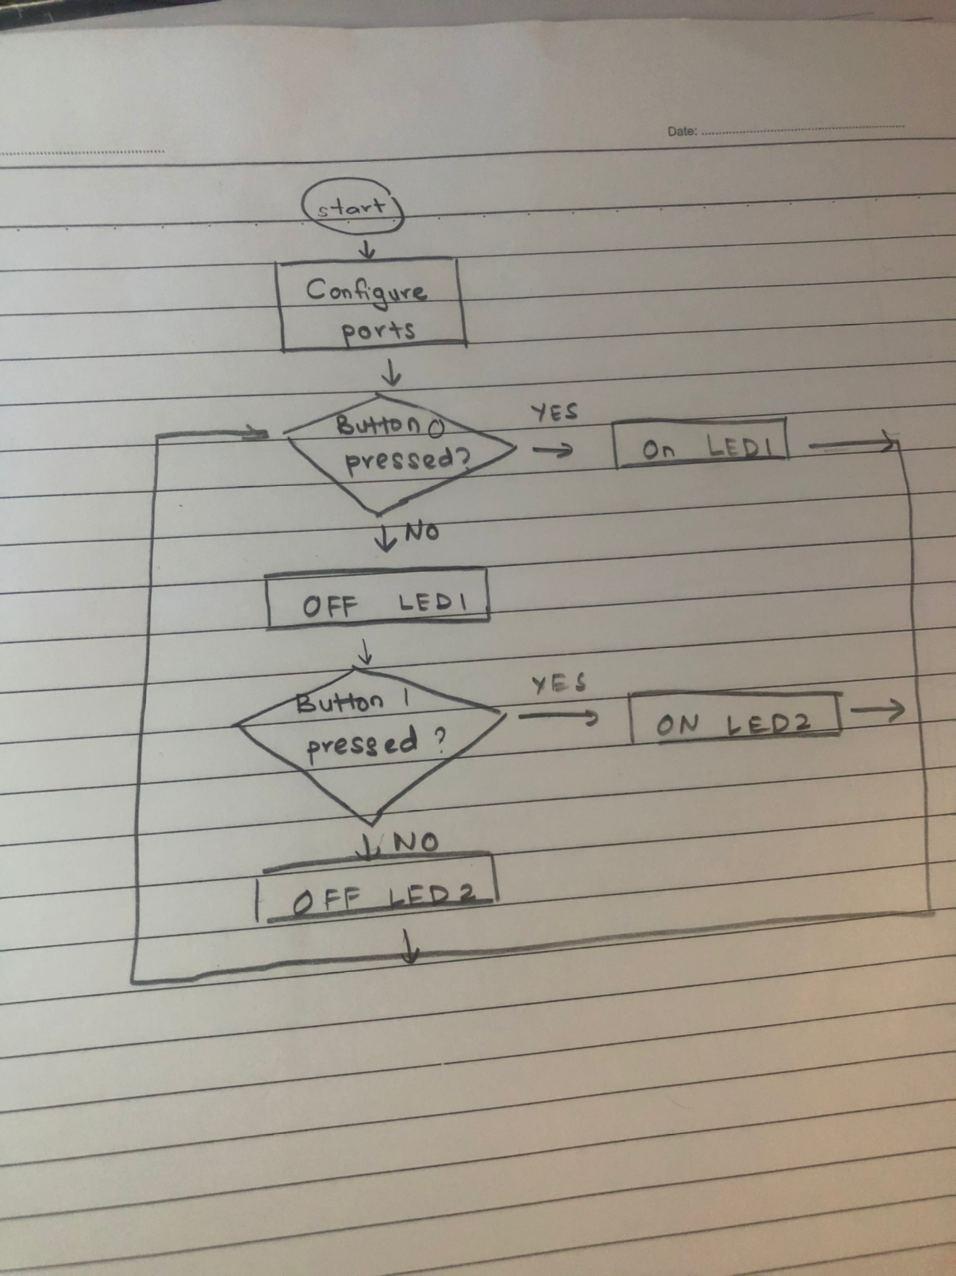 Date:
start
Configure
ports
Button 0
pressed?
YES
On LED1
NO
OFF LED1
Button 1
pressed ?
YES
ON LED2
NO
OFF LED2